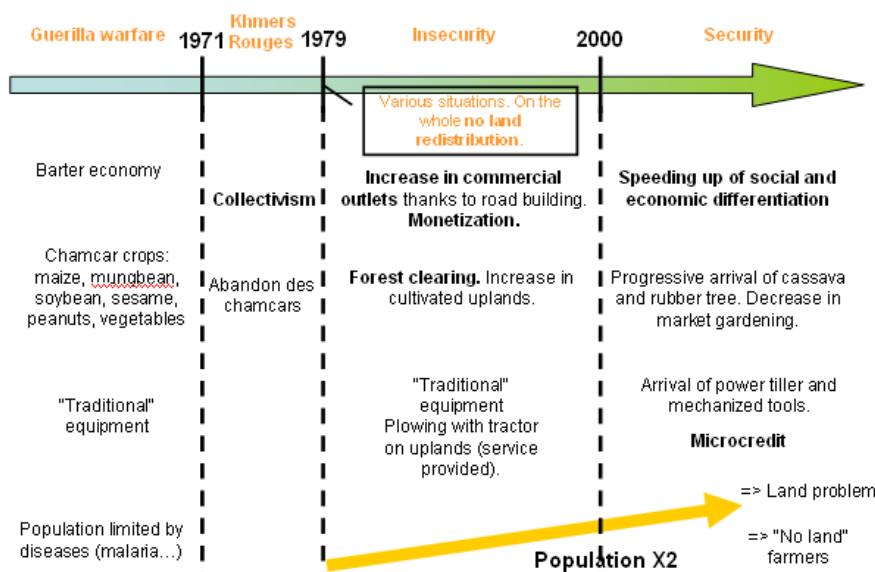 Guerilla warfare
1971
Khmers
Rouges
1979
Insecurity
2000
Security
Various situations. On the
whole no land
redistribution.
Barter economy
Collectivism
Increase in commercial
outlets thanks to road building.
Monetization.
Speeding up of social and
economic differentiation
Chamcar crops:
maize, mungbean,
soybean, sesame,
peanuts, vegetables
Abandon des
chamcars
Forest clearing. Increase in
cultivated uplands.
Progressive arrival of cassava
and rubber tree. Decrease in
market gardening.
"Traditional"
equipment
"Traditional"
equipment
Plowing with tractor
on uplands (service
provided).
Arrival of power tiller and
mechanized tools.
Microcredit
Population limited by
diseases (malaria...)
Population X2
=> Land problem
=> "No land"
farmers